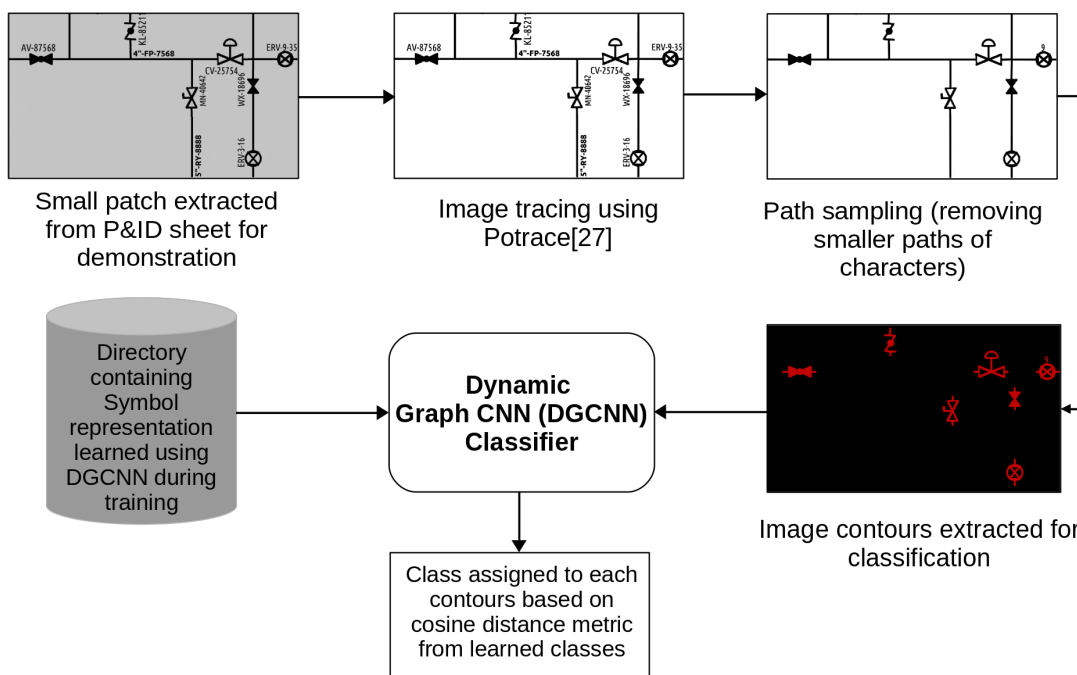 AV-87568
KL-85211
4"-FP-7568
ERV-9-35
CV-25754
MN-40642
WX-18696
5"-RY-8888
ERV-3-16
AV-87568
KL-85211
4"-FP-7568
ERV-9-35
CV-25754
MN-40642
WX-18696
5"-RY-8888
ERV-3-16
9
Small patch extracted
from P&ID sheet for
demonstration
Image tracing using
Potrace[27]
Path sampling (removing
smaller paths of
characters)
Directory
containing
Symbol
representation
learned using
DGCNN during
training
Dynamic
Graph CNN (DGCNN)
Classifier
9
Image contours extracted for
classification
Class assigned to each
contours based on
cosine distance metric
from learned classes